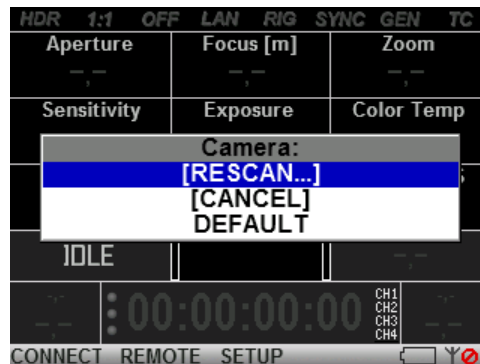 HDR 1:1 OFF LAN RIG SYNC GEN TC
Aperture Focus [m] Zoom
-,- -,- -,-
Sensitivity Exposure Color Temp
Camera:
[RESCAN...]
[CANCEL]
DEFAULT
IDLE -,-
-,- 00:00:00:00 CH1 -,-
CH2
-,- CH3 -,-
CH4
CONNECT REMOTE SETUP